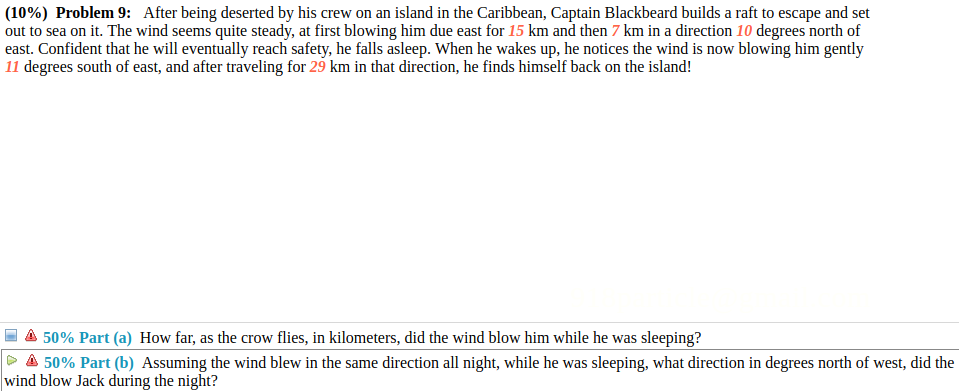 (10%) Problem 9: After being deserted by his crew on an island in the Caribbean, Captain Blackbeard builds a raft to escape and set
out to sea on it. The wind seems quite steady, at first blowing him due east for 15 km and then 7 km in a direction 10 degrees north of
east. Confident that he will eventually reach safety, he falls asleep. When he wakes up, he notices the wind is now blowing him gently
11 degrees south of east, and after traveling for 29 km in that direction, he finds himself back on the island!
50% Part (a) How far, as the crow flies, in kilometers, did the wind blow him while he was sleeping?
50% Part (b) Assuming the wind blew in the same direction all night, while he was sleeping, what direction in degrees north of west, did the
wind blow Jack during the night?